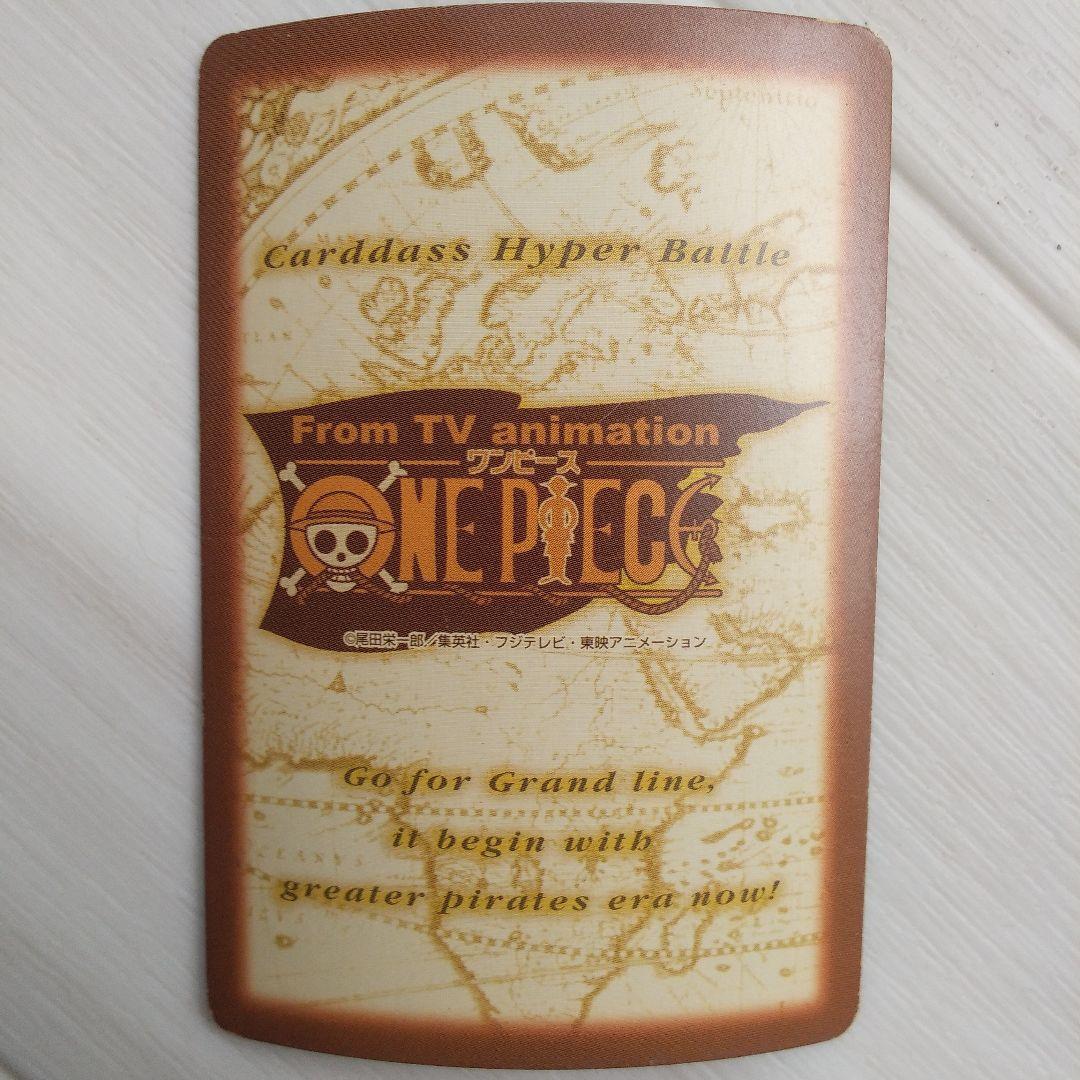 Septentrio
Carddass Hyper Battle
From TV animation
ワンピース
ONE PIECE
©尾田栄一郎／集英社・フジテレビ・東映アニメーション
Go for Grand line,
it begin with
greater pirates era now!